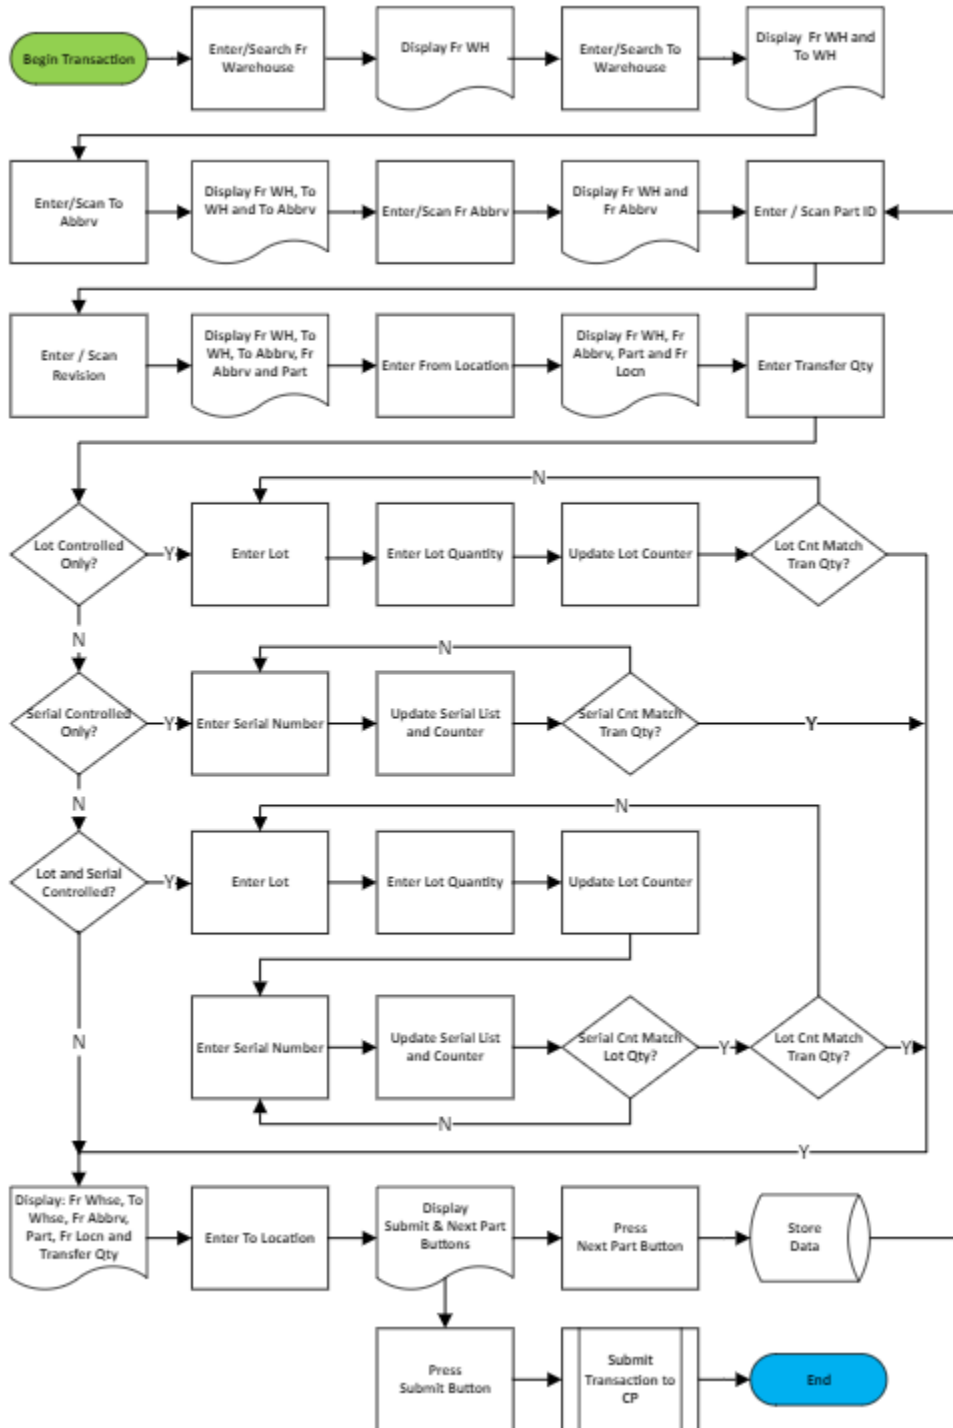 Begin Transaction
Enter/Search Fr
Warehouse
Display Fr WH
Enter/Search To
Warehouse
Display Fr WH and
To WH
Enter/Scan To
Abbrv
Display Fr WH, To
WH and To Abbrv
Enter/Scan Fr Abbrv
Display Fr WH and
Fr Abbrv
Enter / Scan Part ID
Enter / Scan
Revision
Display Fr WH, To
WH, To Abbrv, Fr
Abbrv and Part
Enter From Location
Display Fr WH, Fr
Abbrv, Part and Fr
Locn
Enter Transfer Qty
N
Lot Controlled
Only?
Y
Enter Lot
Enter Lot Quantity
Update Lot Counter
Lot Cnt Match
Tran Qty?
N
N
Serial Controlled
Only?
Y
Enter Serial Number
Update Serial List
and Counter
Serial Cnt Match
Tran Qty?
Y
N
N
Lot and Serial
Controlled?
Y
Enter Lot
Enter Lot Quantity
Update Lot Counter
N
Enter Serial Number
Update Serial List
and Counter
Serial Cnt Match
Lot Qty?
Y
Lot Cnt Match
Tran Qty?
Y
N
Y
Display: Fr Whse, To
Whse, Fr Abbrv,
Part, Fr Locn and
Transfer Qty
Enter To Location
Display
Submit & Next Part
Buttons
Press
Next Part Button
Store
Data
Press
Submit Button
Submit
Transaction to
CP
End